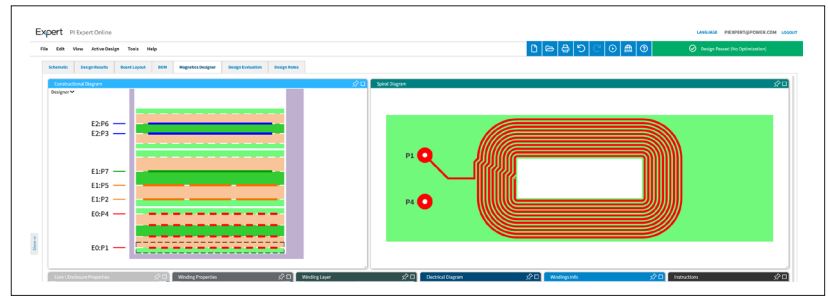 Expert PI Expert Online
LANGUAGE PIEXPERT@POWER.COM LOGOUT
File Edit View Active Design Tools Help
Design Passed (No Optimization)
Schematic Design Results Board Layout BOM Magnetics Designer Design Evaluation Design Notes
Constructional Diagram
Spiral Diagram
Designer
E2:P6
E2:P3
E1:P7
E1:P5
E1:P2
E0:P4
E0:P1
P1
P4
Core \ Enclosure Properties
Winding Properties
Winding Layer
Electrical Diagram
Windings Info
Instructions